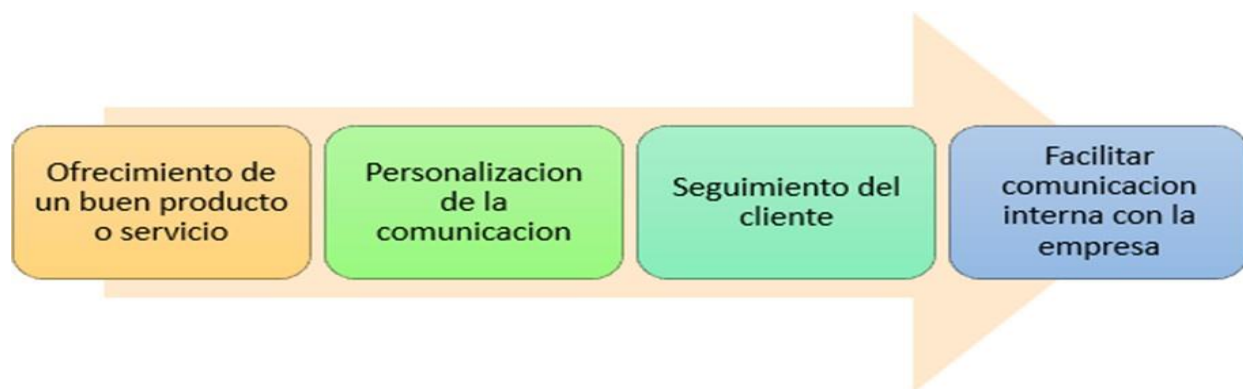 Ofrecimiento de
un buen producto
o servicio
Personalizacion
de la
comunicacion
Seguimiento del
cliente
Facilitar
comunicacion
interna con la
empresa